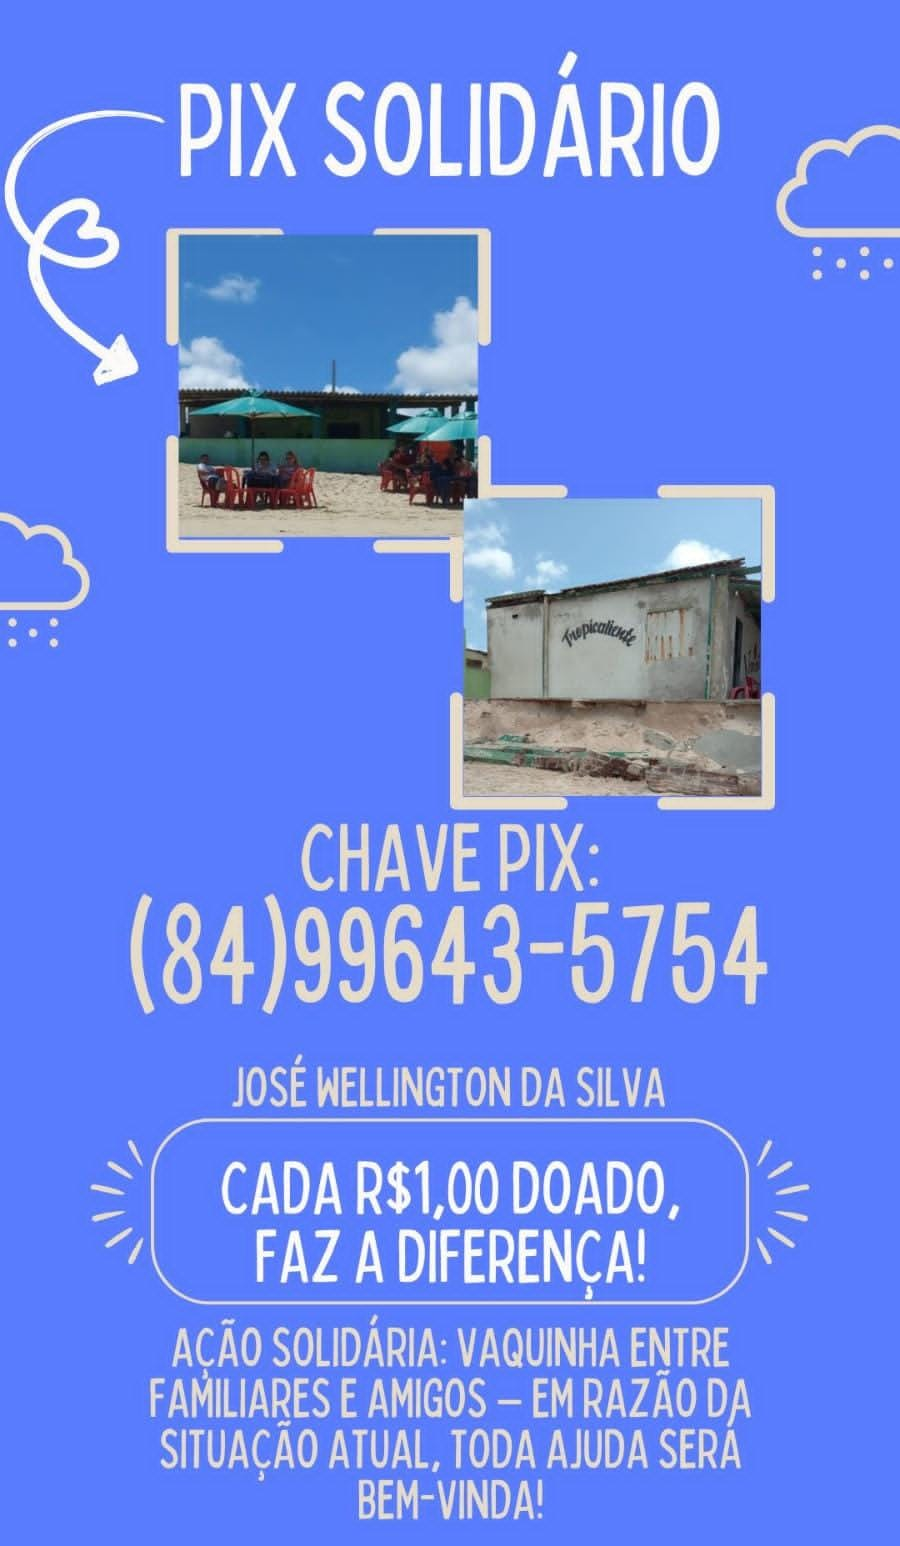 PIX SOLIDÁRIO
Tropicaliente
CHAVE PIX:
(84)99643-5754
JOSÉ WELLINGTON DA SILVA
CADA R$1,00 DOADO,
FAZ A DIFERENÇA!
AÇÃO SOLIDÁRIA: VAQUINHA ENTRE
FAMILIARES E AMIGOS – EM RAZÃO DA
SITUAÇÃO ATUAL, TODA AJUDA SERÁ
BEM-VINDA!